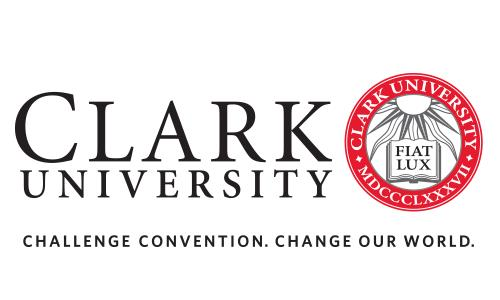 CLARK
UNIVERSITY
CLARK UNIVERSITY
FIAT
LUX
MDCCCLXXXVII
CHALLENGE CONVENTION. CHANGE OUR WORLD.